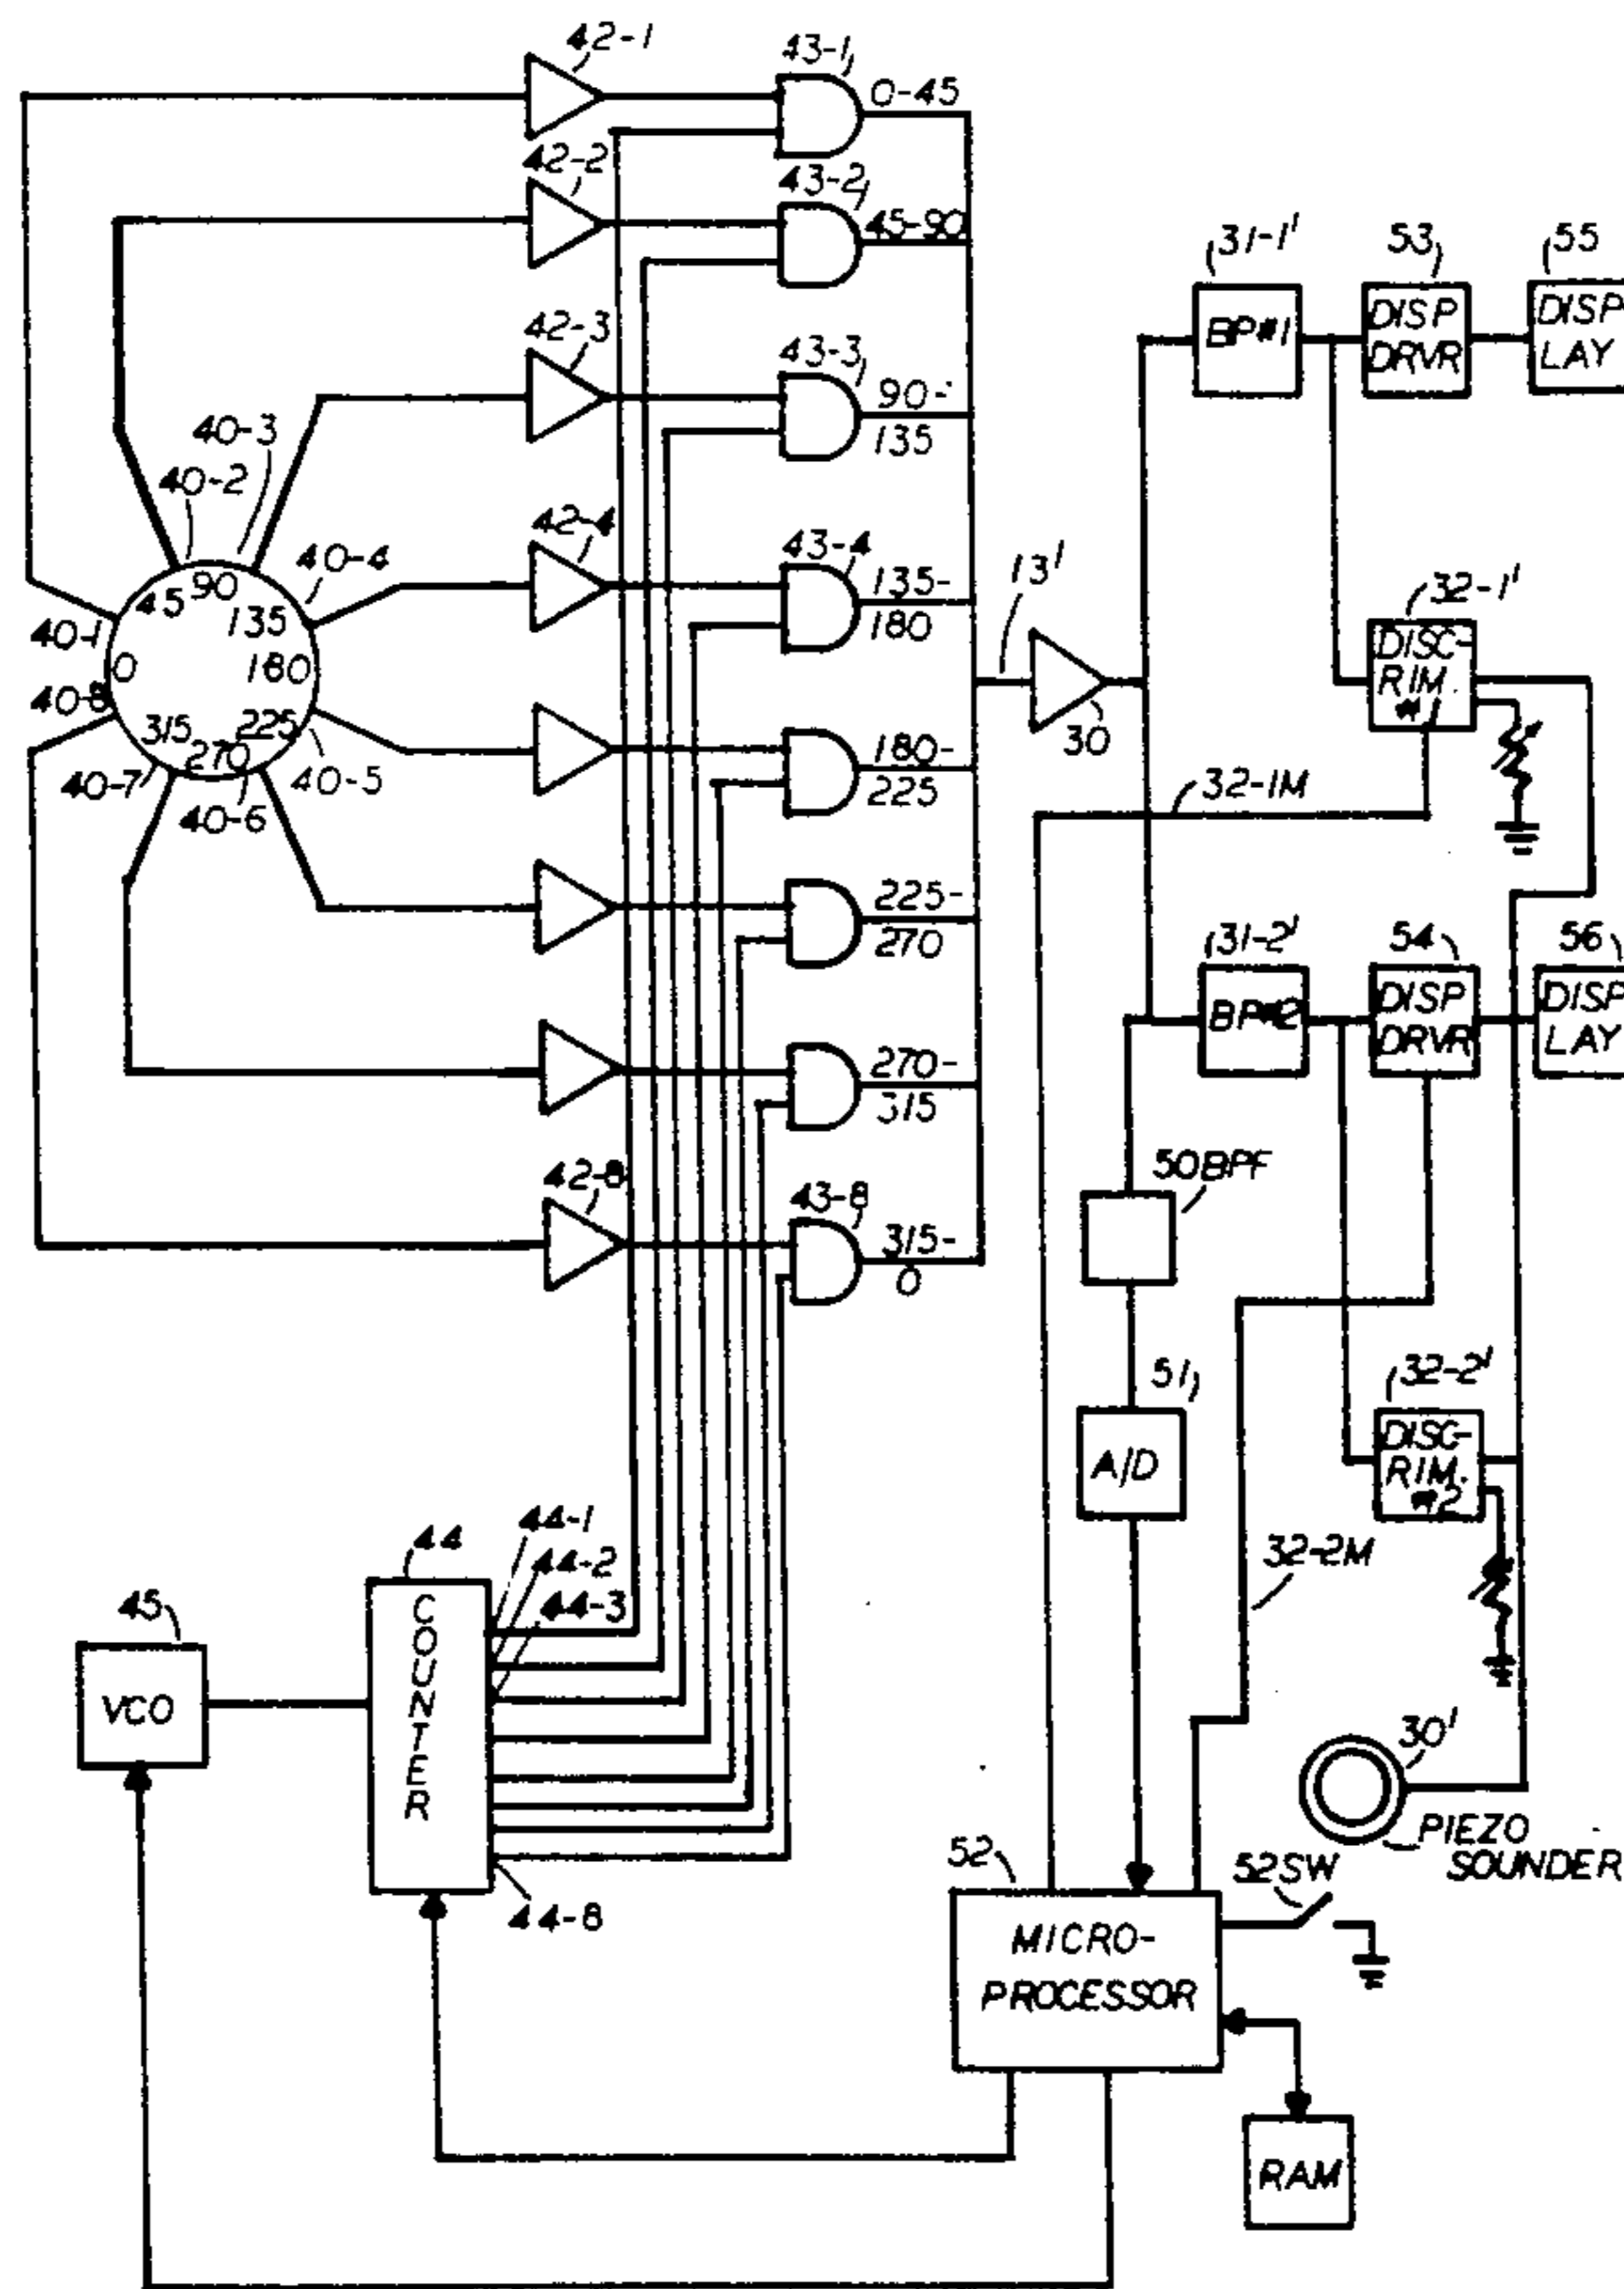 42-1
43-1
0-45
42-2
43-2
45-90
31-1'
53
55
BP#1
DISP
DRVR
DISP
LAY
42-3
43-3
90-
135
40-3
40-2
40-4
42-4
43-4
135-
180
13'
32-1'
DISC-
RIM.
#1
40-1
45
90
135
0
180
40-8
315
225
270
40-5
40-7
40-6
180-
225
30
32-1M
225-
270
31-2'
54
56
BP#2
DISP
DRVR
DISP
LAY
270-
315
42-8
43-8
315-
0
50BPF
51
A/D
32-2'
DISC-
RIM.
#2
32-2M
44
44-1
44-2
44-3
45
VCO
COUNTER
44-8
30'
PIEZO
SOUNDER
52
52SW
MICRO-
PROCESSOR
RAM